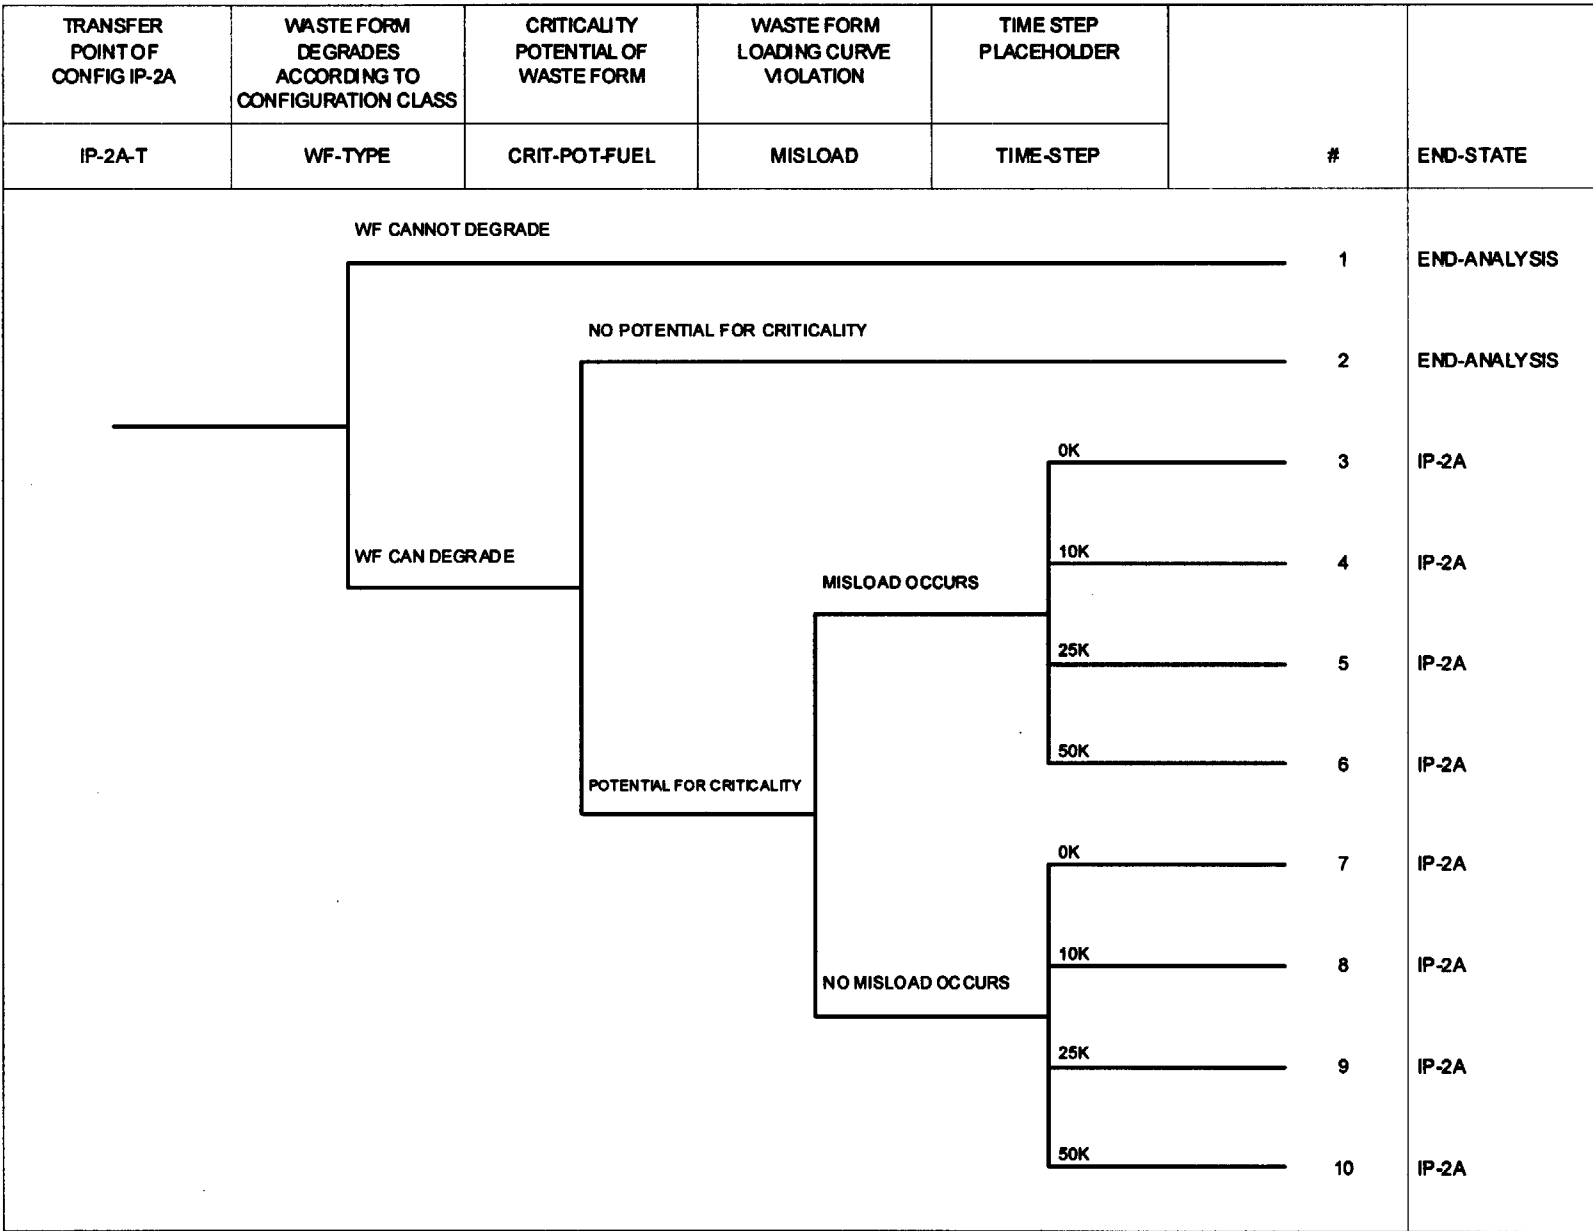 TRANSFER
POINT OF
CONFIG IP-2A
WASTE FORM
DEGRADES
ACCORDING TO
CONFIGURATION CLASS
CRITICALITY
POTENTIAL OF
WASTE FORM
WASTE FORM
LOADING CURVE
VIOLATION
TIME STEP
PLACEHOLDER
IP-2A-T
WF-TYPE
CRIT-POT-FUEL
MISLOAD
TIME-STEP
#
END-STATE
WF CANNOT DEGRADE
1
END-ANALYSIS
NO POTENTIAL FOR CRITICALITY
2
END-ANALYSIS
0K
3
IP-2A
WF CAN DEGRADE
10K
4
IP-2A
MISLOAD OCCURS
25K
5
IP-2A
50K
6
IP-2A
POTENTIAL FOR CRITICALITY
0K
7
IP-2A
10K
8
IP-2A
NO MISLOAD OCCURS
25K
9
IP-2A
50K
10
IP-2A